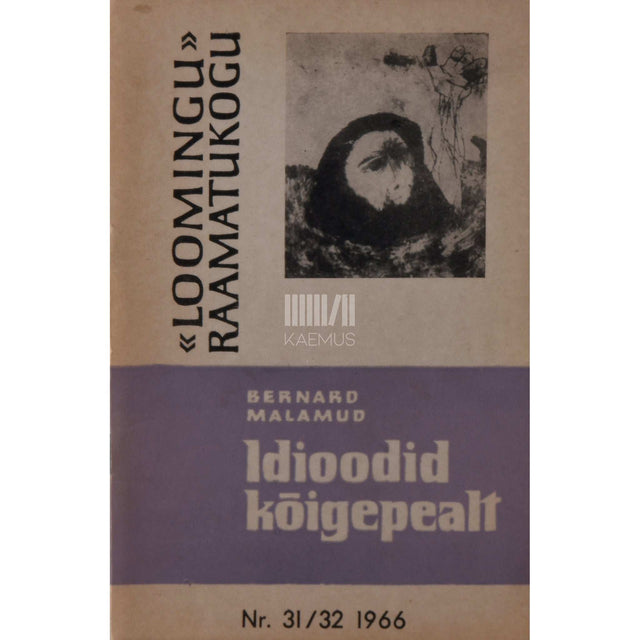 «LOOMINGU»
RAAMATUKOGU
KAEMUS
BERNARD
MALAMUD
Idioodid
kõigepealt
Nr. 31/32 1966